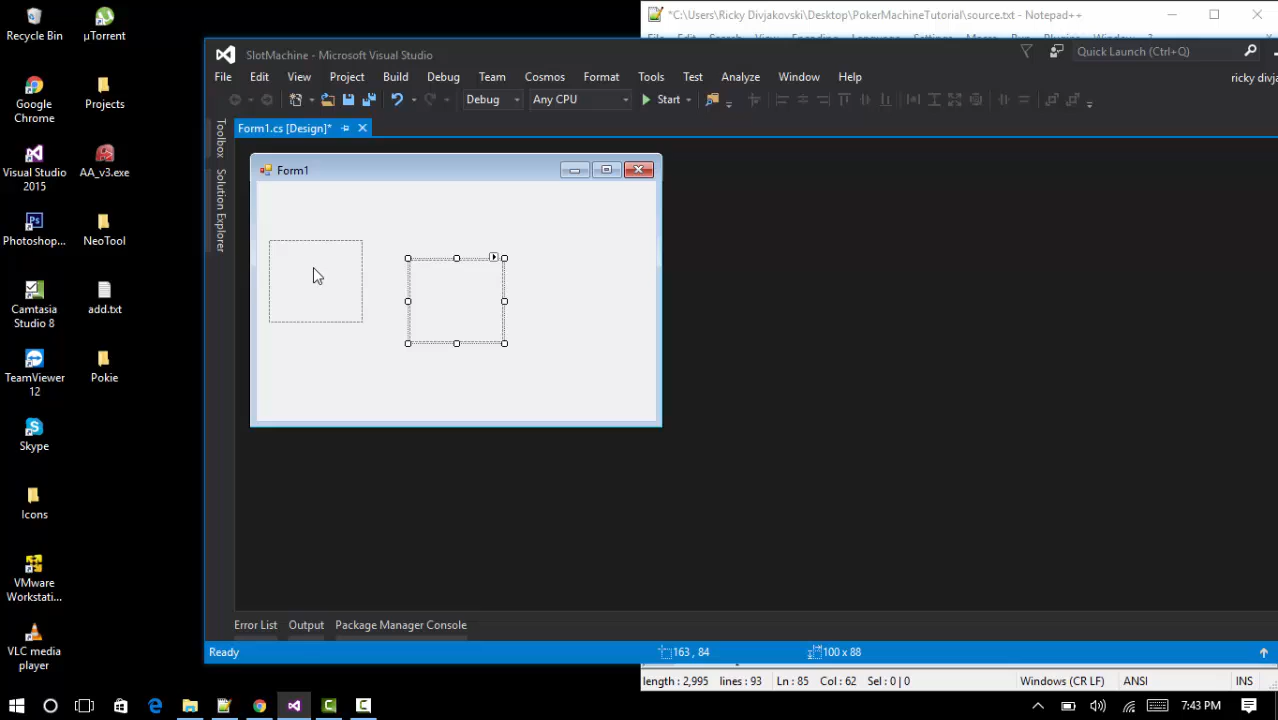 Recycle Bin
µTorrent
Google Chrome
Projects
Visual Studio 2015
AA_v3.exe
Photoshop...
NeoTool
Camtasia Studio 8
add.txt
TeamViewer 12
Pokie
Skype
Icons
VMware Workstati...
VLC media player
*C:\Users\Ricky Divjakovski\Desktop\PokerMachineTutorial\source.txt - Notepad++
SlotMachine - Microsoft Visual Studio
Quick Launch (Ctrl+Q)
File Edit View Project Build Debug Team Cosmos Format Tools Test Analyze Window Help
ricky divja
Debug Any CPU Start
Form1.cs [Design]*
Toolbox
Solution Explorer
Form1
Error List Output Package Manager Console
Ready 163 , 84 100 x 88
length : 2,995 lines : 93 Ln : 85 Col : 62 Sel : 0 | 0 Windows (CR LF) ANSI INS
7:43 PM